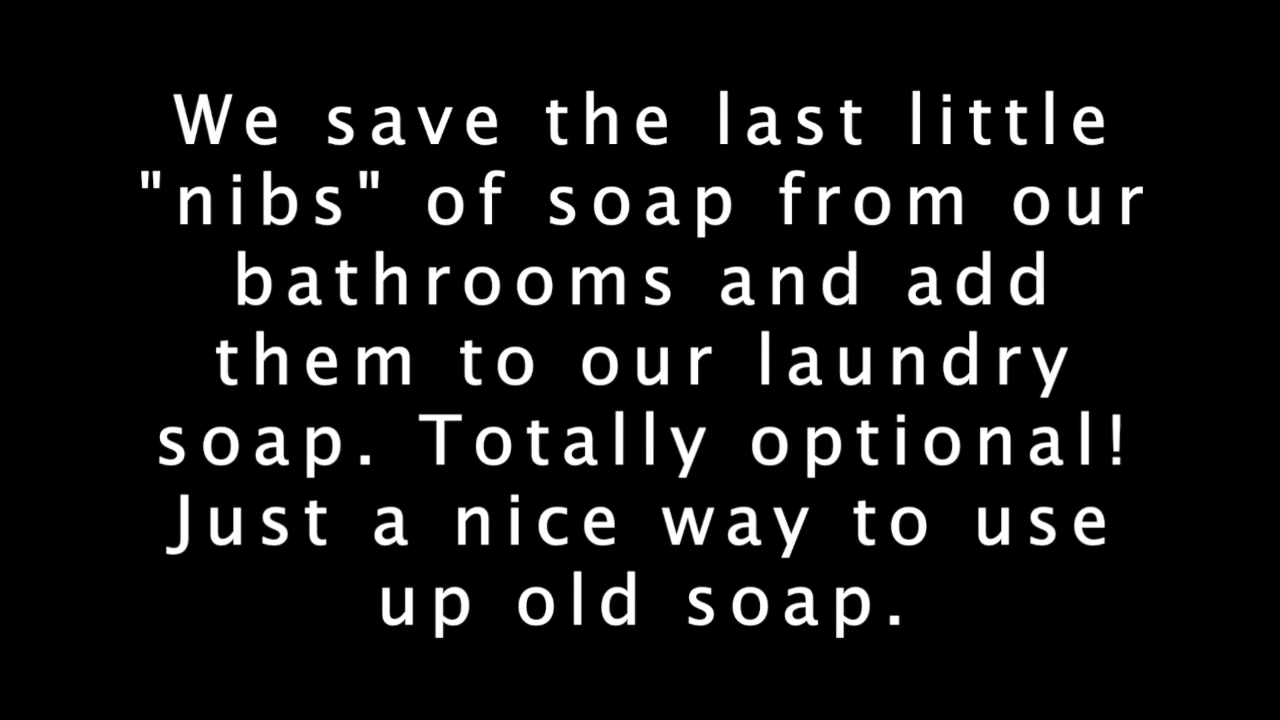 We save the last little
"nibs" of soap from our
bathrooms and add
them to our laundry
soap. Totally optional!
Just a nice way to use
up old soap.